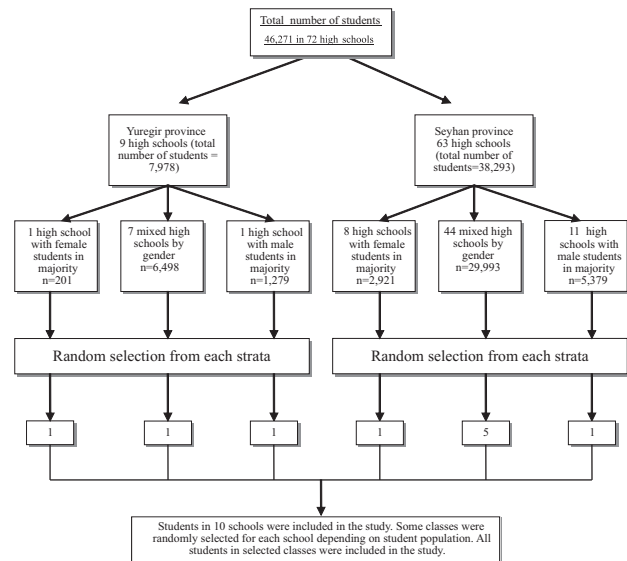 Total number of students
46,271 in 72 high schools
Yuregir province
9 high schools (total
number of students =
7,978)
Seyhan province
63 high schools
(total number of
students=38,293)
1 high school
with female
students in
majority
n=201
7 mixed high
schools by
gender
n=6,498
1 high school
with male
students in
majority
n=1,279
8 high schools
with female
students in
majority
n=2,921
44 mixed high
schools by
gender
n=29,993
11 high
schools with
male students
in majority
n=5,379
Random selection from each strata
Random selection from each strata
1
1
1
1
5
1
Students in 10 schools were included in the study. Some classes were
randomly selected for each school depending on student population. All
students in selected classes were included in the study.